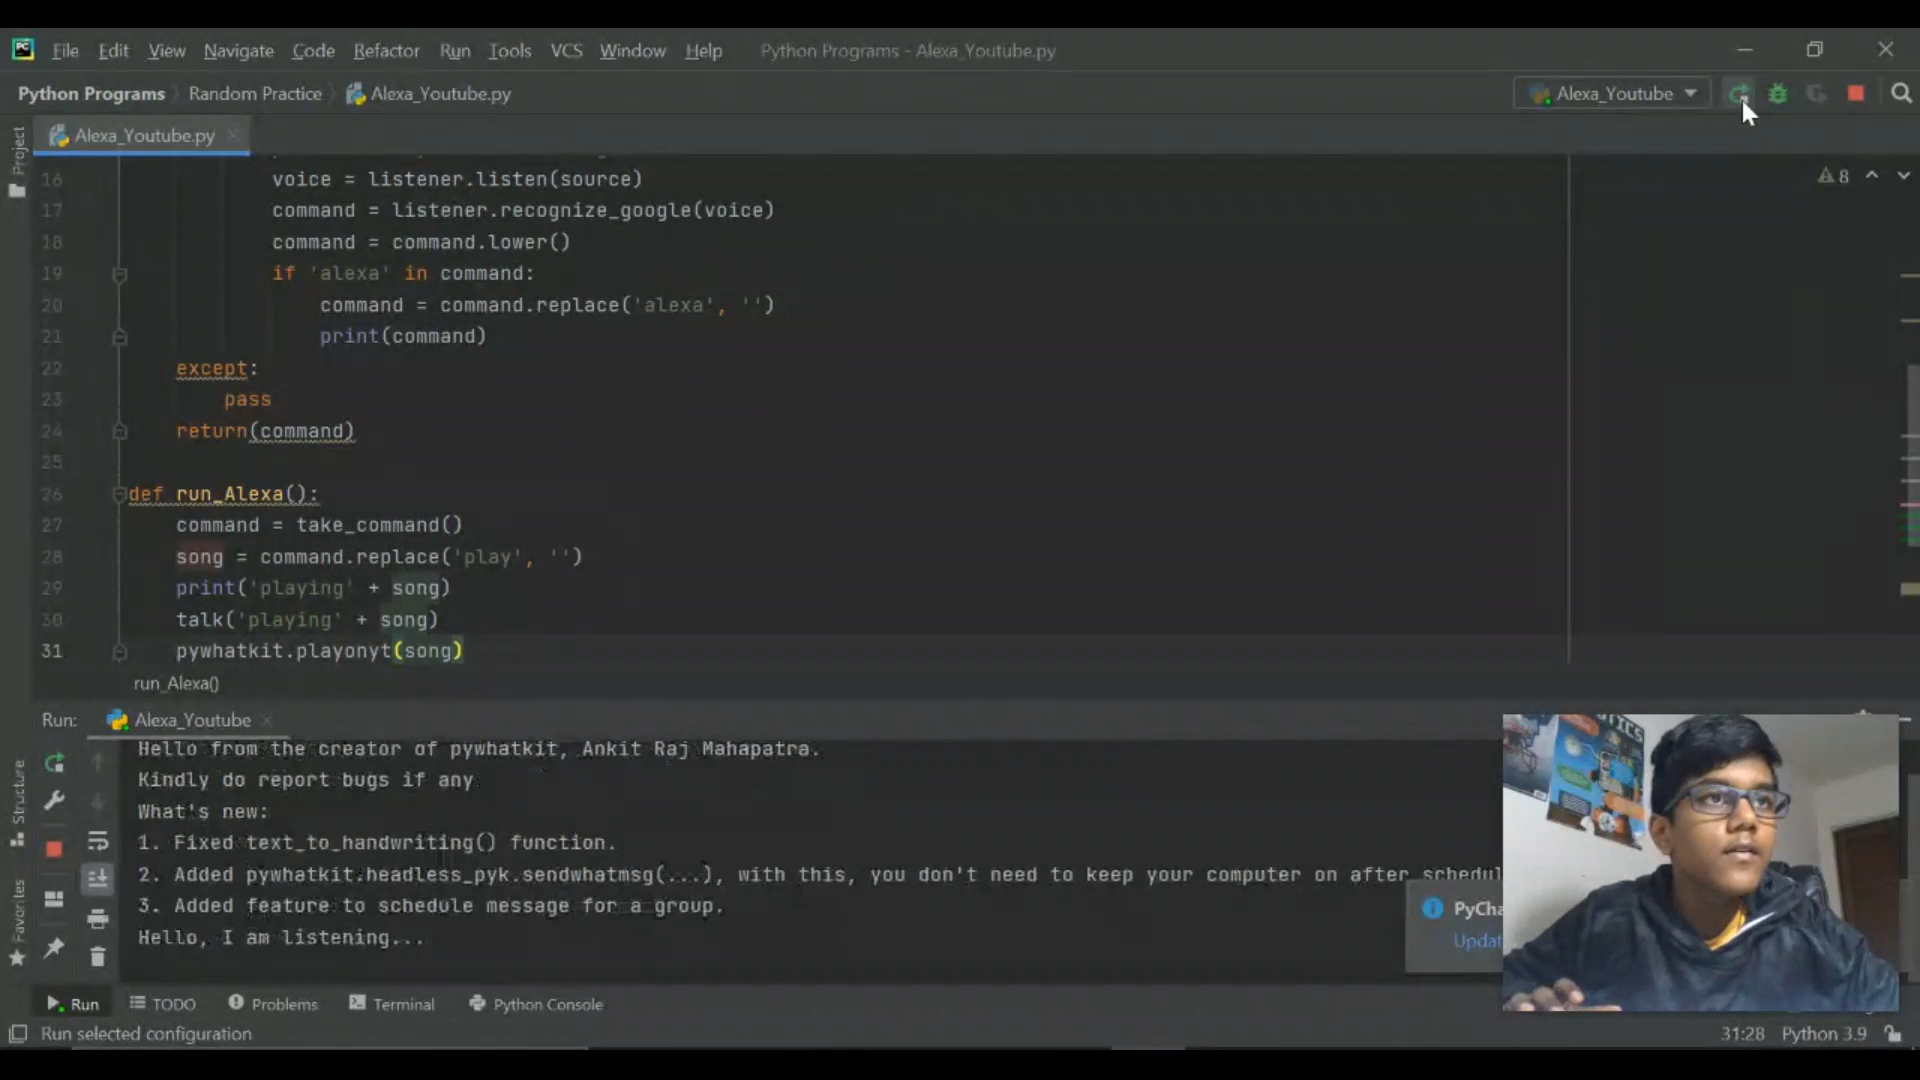 File Edit View Navigate Code Refactor Run Tools VCS Window Help Python Programs - Alexa_Youtube.py
Python Programs Random Practice Alexa_Youtube.py Alexa_Youtube
Alexa_Youtube.py
Project
8
16 voice = listener.listen(source)
17 command = listener.recognize_google(voice)
18 command = command.lower()
19 if 'alexa' in command:
20 command = command.replace('alexa', '')
21 print(command)
22 except:
23 pass
24 return(command)
25
26 def run_Alexa():
27 command = take_command()
28 song = command.replace('play', '')
29 print('playing' + song)
30 talk('playing' + song)
31 pywhatkit.playonyt(song)
run_Alexa()
Run: Alexa_Youtube
Hello from the creator of pywhatkit, Ankit Raj Mahapatra.
Kindly do report bugs if any
What's new:
1. Fixed text_to_handwriting() function.
2. Added pywhatkit.headless_pyk.sendwhatmsg(...), with this, you don't need to keep your computer on after schedul
3. Added feature to schedule message for a group.
Hello, I am listening...
Structure
Favorites
PyCha
Updat
Run TODO Problems Terminal Python Console
Run selected configuration 31:28 Python 3.9